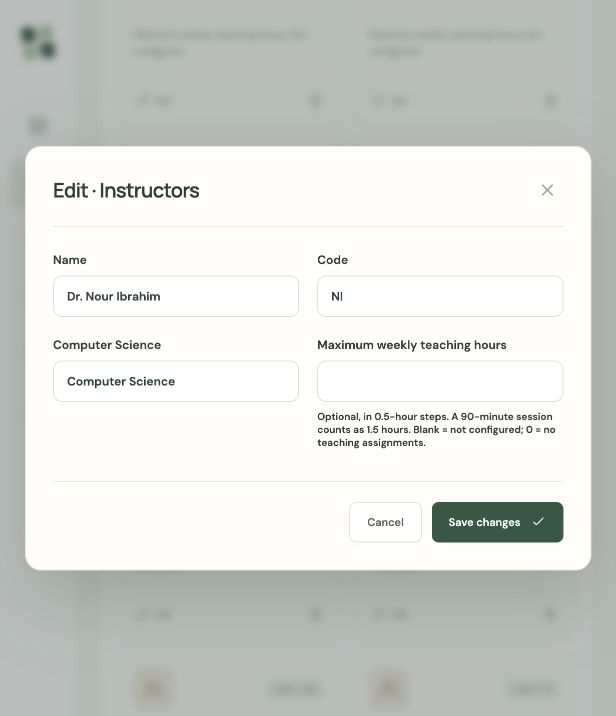 Edit · Instructors
Name
Code
Dr. Nour Ibrahim
NI
Computer Science
Maximum weekly teaching hours
Computer Science
Optional, in 0.5-hour steps. A 90-minute session
counts as 1.5 hours. Blank = not configured; 0 = no
teaching assignments.
Cancel
Save changes